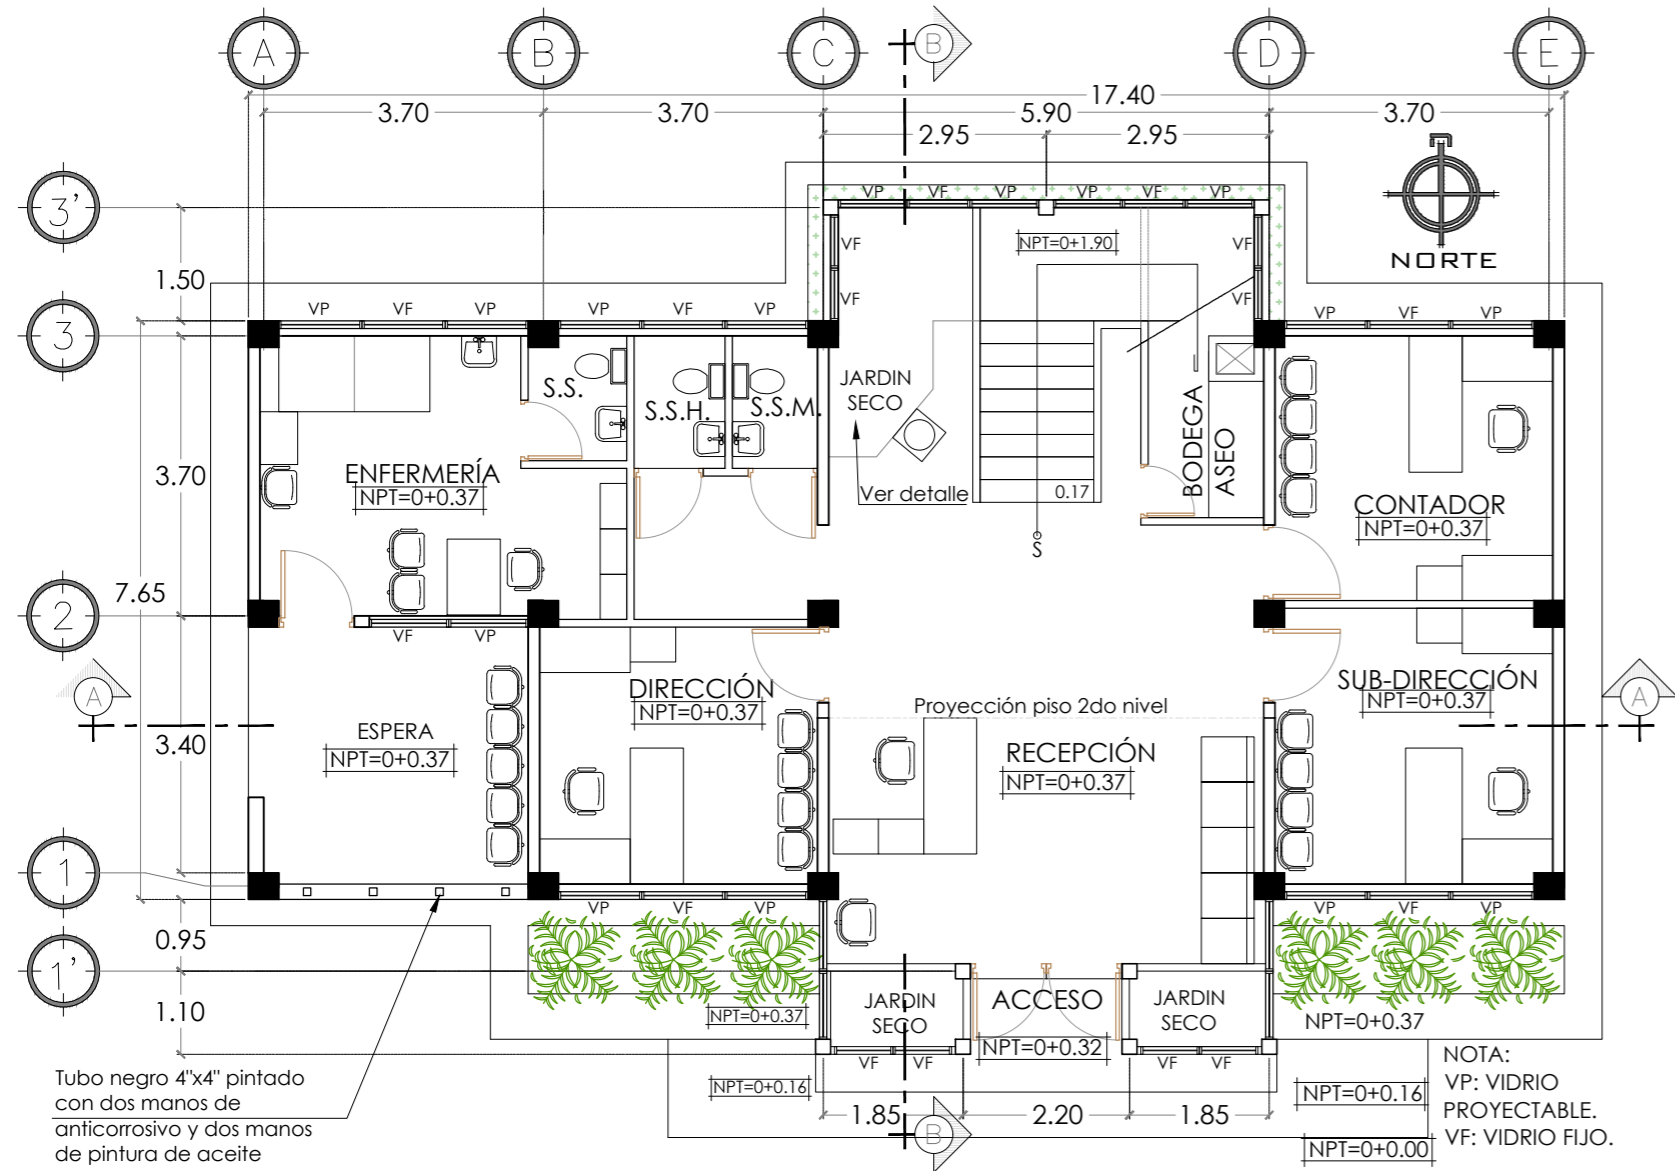 A
B
C
B
D
E
17.40
3.70
3.70
5.90
3.70
2.95
2.95
3'
VP
VF
VP
VP
VF
VP
NORTE
1.50
VF
NPT=0+1.90
VF
VF
VF
3
VP
VF
VP
VP
VF
VP
VP
VF
VP
S.S.
S.S.H.
S.S.M.
JARDIN
SECO
BODEGA
ASEO
3.70
ENFERMERÍA
NPT=0+0.37
Ver detalle
0.17
CONTADOR
NPT=0+0.37
S
7.65
2
VF
VP
A
DIRECCIÓN
NPT=0+0.37
SUB-DIRECCIÓN
NPT=0+0.37
A
Proyección piso 2do nivel
3.40
ESPERA
NPT=0+0.37
RECEPCIÓN
NPT=0+0.37
1
VP
VF
VP
VP
VF
VP
0.95
1'
1.10
JARDIN
SECO
ACCESO
JARDIN
SECO
NPT=0+0.37
NPT=0+0.37
NPT=0+0.32
VF
VF
VF
VF
NPT=0+0.16
NPT=0+0.16
1.85
2.20
1.85
B
NPT=0+0.00
Tubo negro 4"x4" pintado
con dos manos de
anticorrosivo y dos manos
de pintura de aceite
NOTA:
VP: VIDRIO
PROYECTABLE.
VF: VIDRIO FIJO.